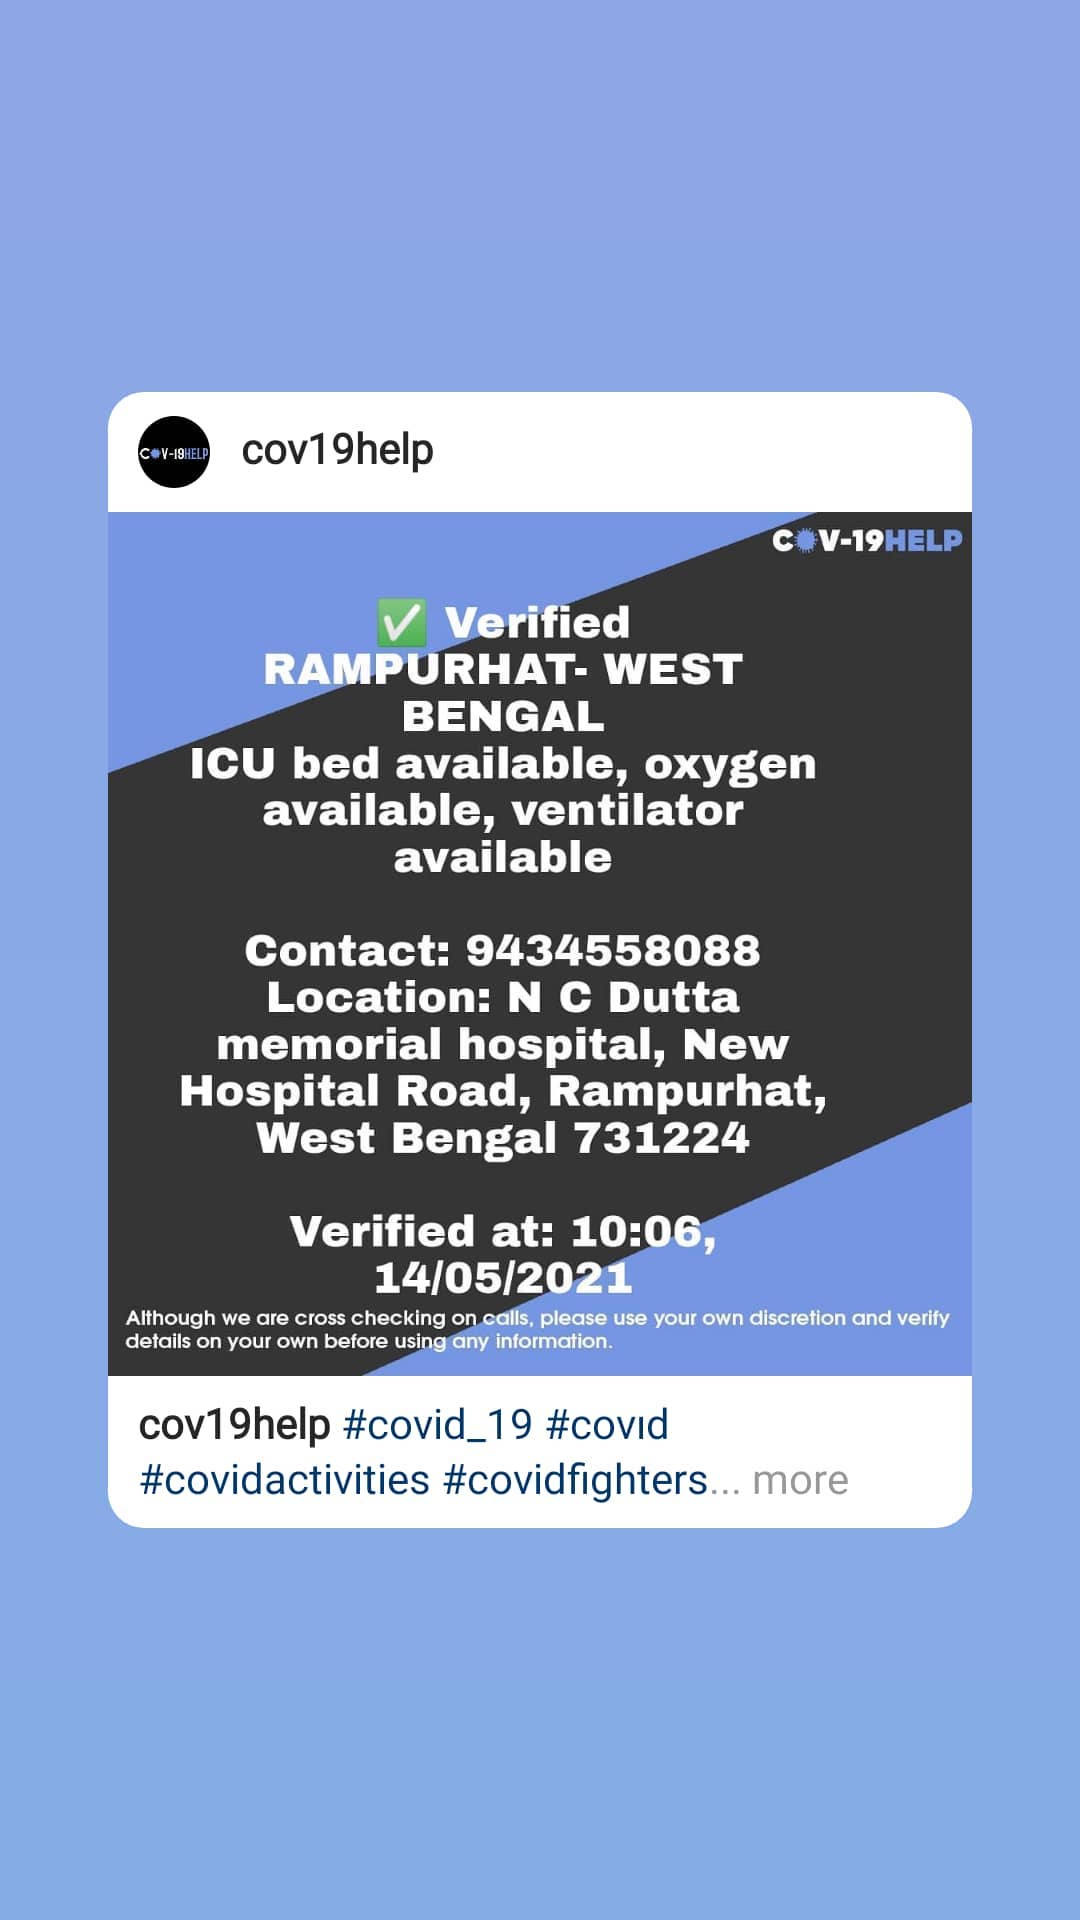 COV-19HELP
cov19help
COV-19HELP
✅ Verified
RAMPURHAT- WEST
BENGAL
ICU bed available, oxygen
available, ventilator
available
Contact: 9434558088
Location: N C Dutta
memorial hospital, New
Hospital Road, Rampurhat,
West Bengal 731224
Verified at: 10:06,
14/05/2021
Although we are cross checking on calls, please use your own discretion and verify
details on your own before using any information.
cov19help #covid_19 #covıd
#covidactivities #covidfighters... more